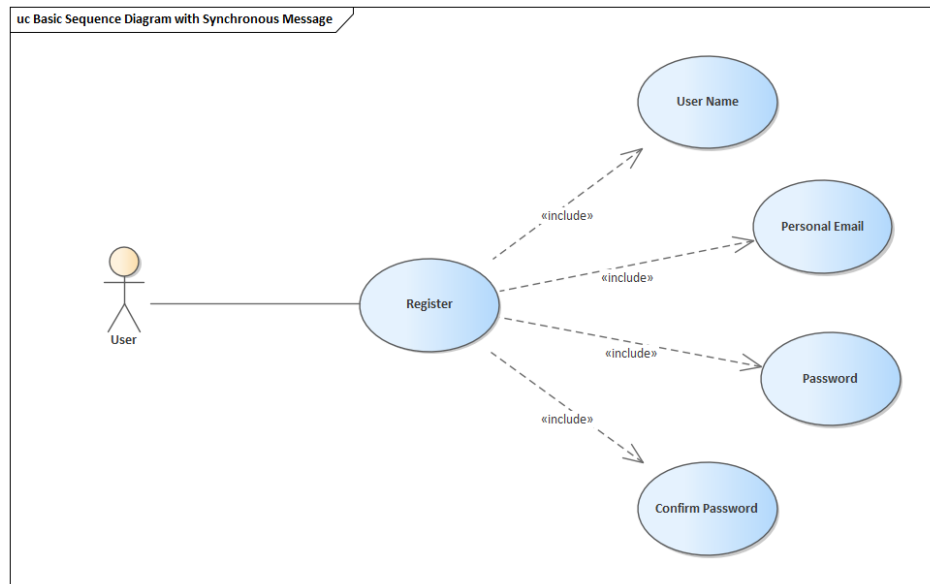 uc Basic Sequence Diagram with Synchronous Message
User Name
«include»
Personal Email
«include»
Register
User
«include»
Password
«include»
Confirm Password